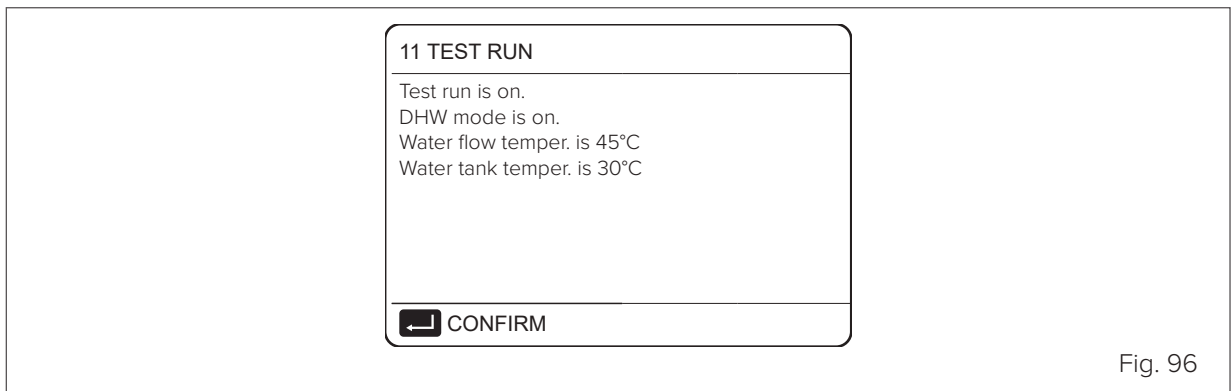 11 TEST RUN
Test run is on.
DHW mode is on.
Water flow temper. is 45°C
Water tank temper. is 30°C
CONFIRM
Fig. 96